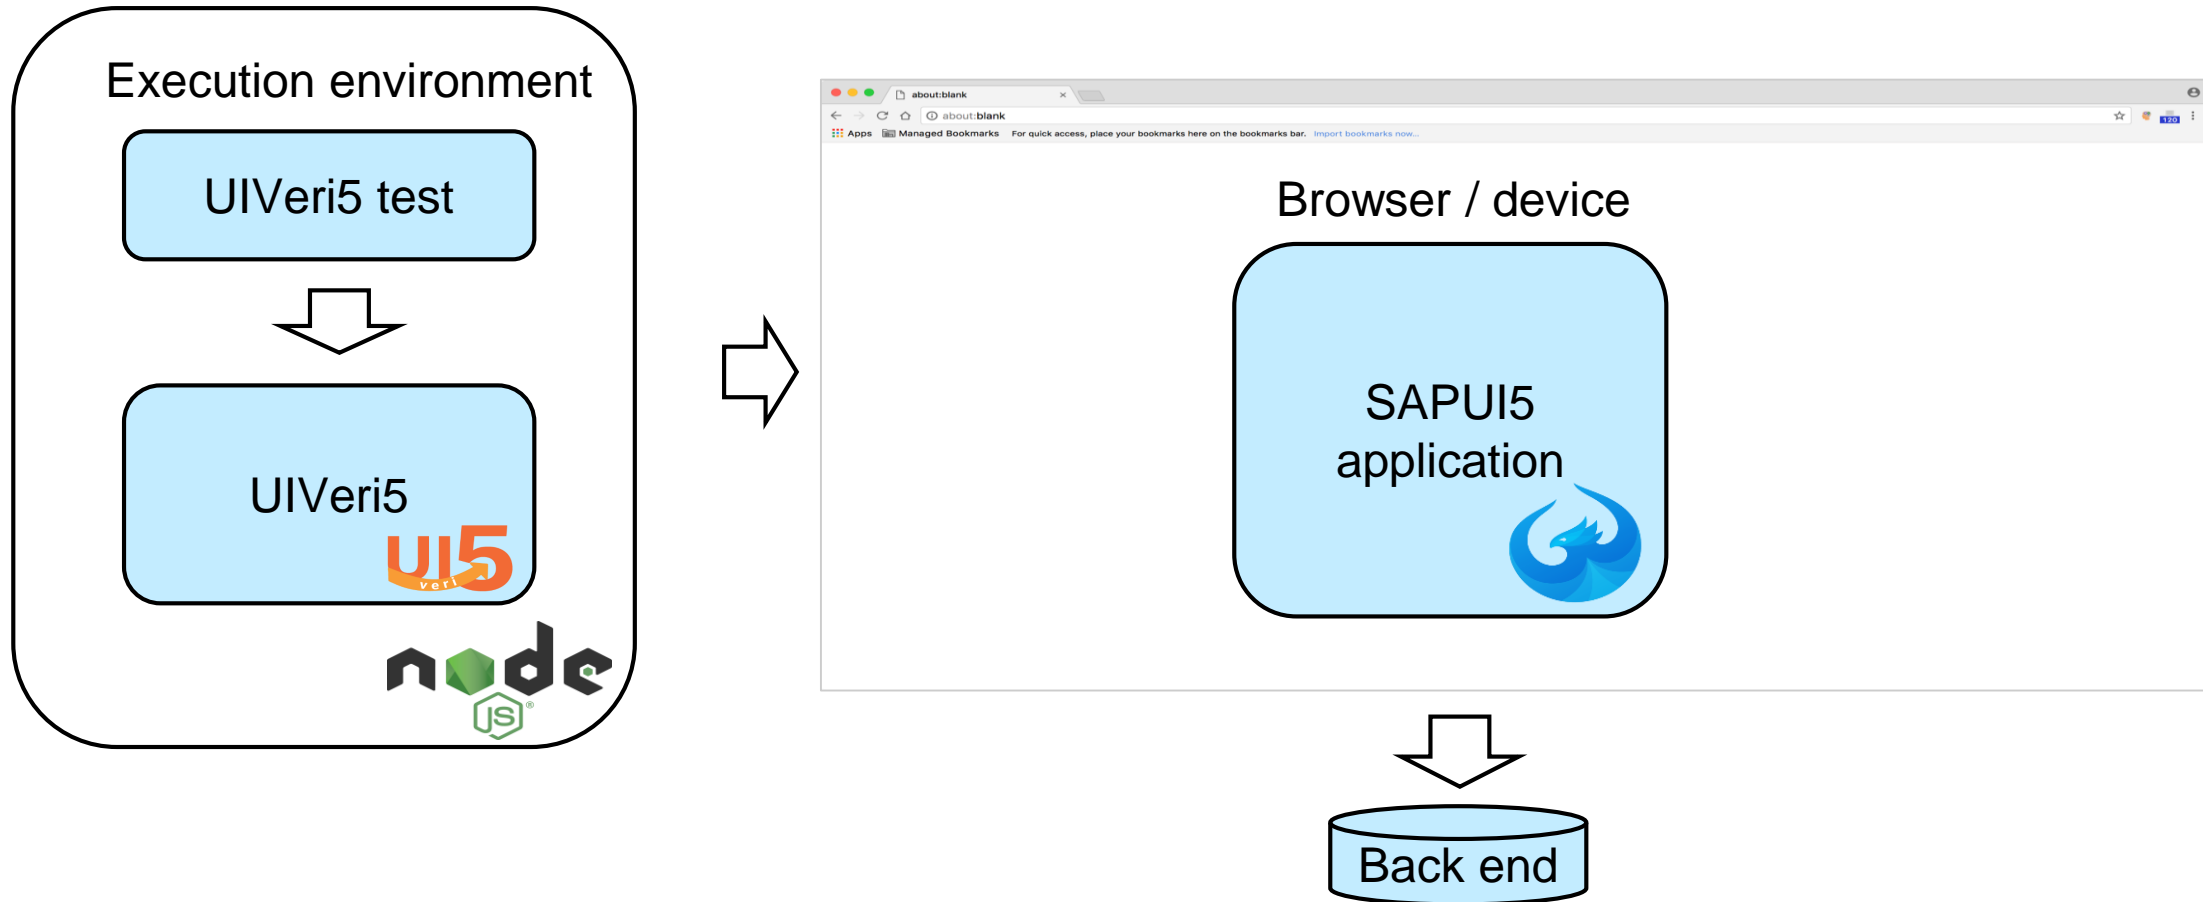 Execution environment
UIVeri5 test
UIVeri5
UI5
veri
node
JS®
about:blank
about:blank
Apps Managed Bookmarks For quick access, place your bookmarks here on the bookmarks bar. Import bookmarks now...
120
Browser / device
SAPUI5
application
Back end